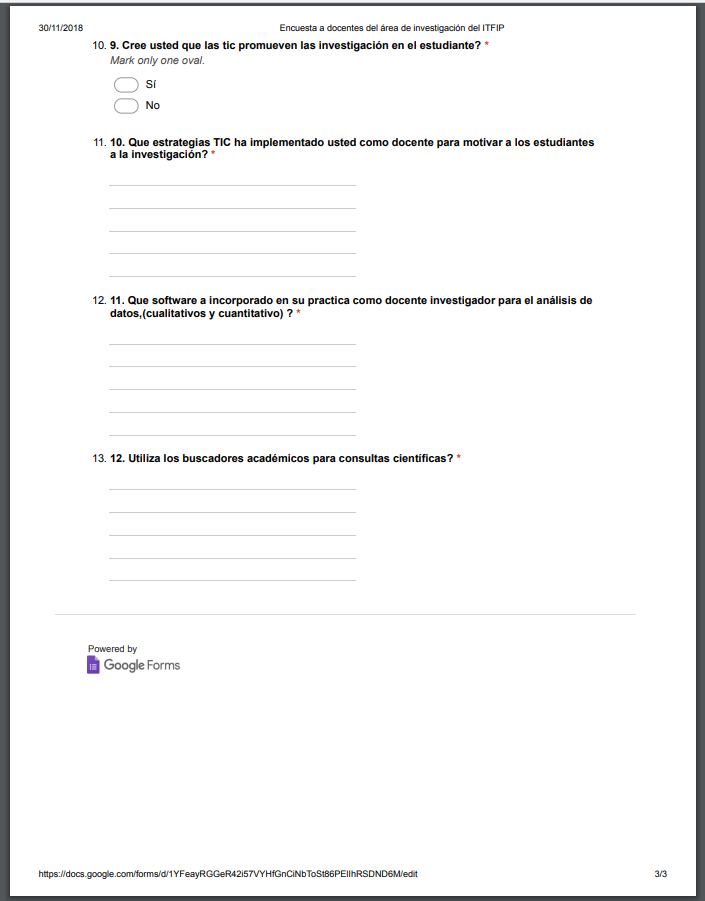 30/11/2018 Encuesta a docentes del área de investigación del ITFIP
10. 9. Cree usted que las tic promueven las investigación en el estudiante? *
Mark only one oval.
Sí
No
11. 10. Que estrategias TIC ha implementado usted como docente para motivar a los estudiantes
a la investigación? *
12. 11. Que software a incorporado en su practica como docente investigador para el análisis de
datos,(cualitativos y cuantitativo) ? *
13. 12. Utiliza los buscadores académicos para consultas científicas? *
Powered by
Google Forms
https://docs.google.com/forms/d/1YFeayRGGeR42i57VYHfGnCiNbToSt86PEIlhRSDND6M/edit 3/3